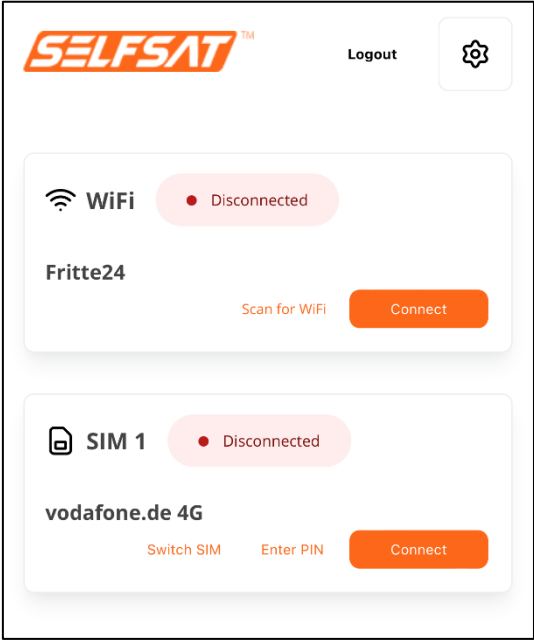 SELFSAT™
Logout
WiFi
Disconnected
Fritte24
Scan for WiFi
Connect
SIM 1
Disconnected
vodafone.de 4G
Switch SIM
Enter PIN
Connect